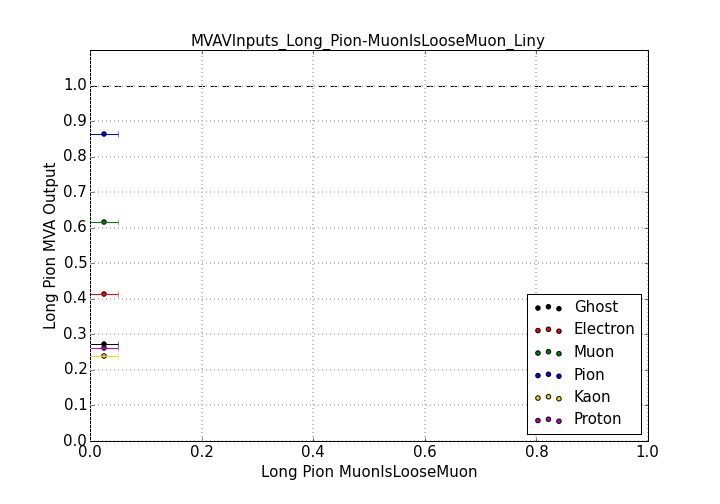 MVAVInputs_Long_Pion-MuonIsLooseMuon_Liny
1.0
0.9
0.8
0.7
0.6
0.5
0.4
0.3
0.2
0.1
0.0
Long Pion MVA Output
Ghost
Electron
Muon
Pion
Kaon
Proton
0.0 0.2 0.4 0.6 0.8 1.0
Long Pion MuonIsLooseMuon